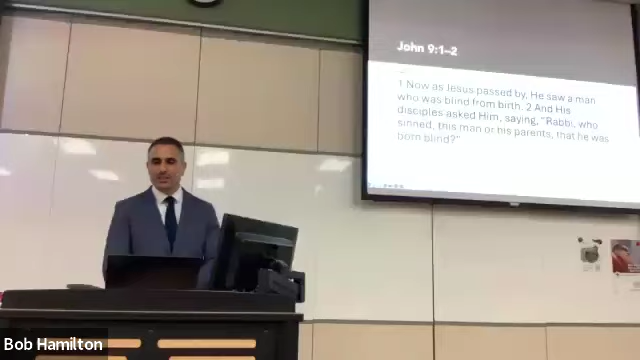 John 9:1–2
1 Now as Jesus passed by, He saw a man
who was blind from birth. 2 And His
disciples asked Him, saying, "Rabbi, who
sinned, this man or his parents, that he was
born blind?"
Bob Hamilton